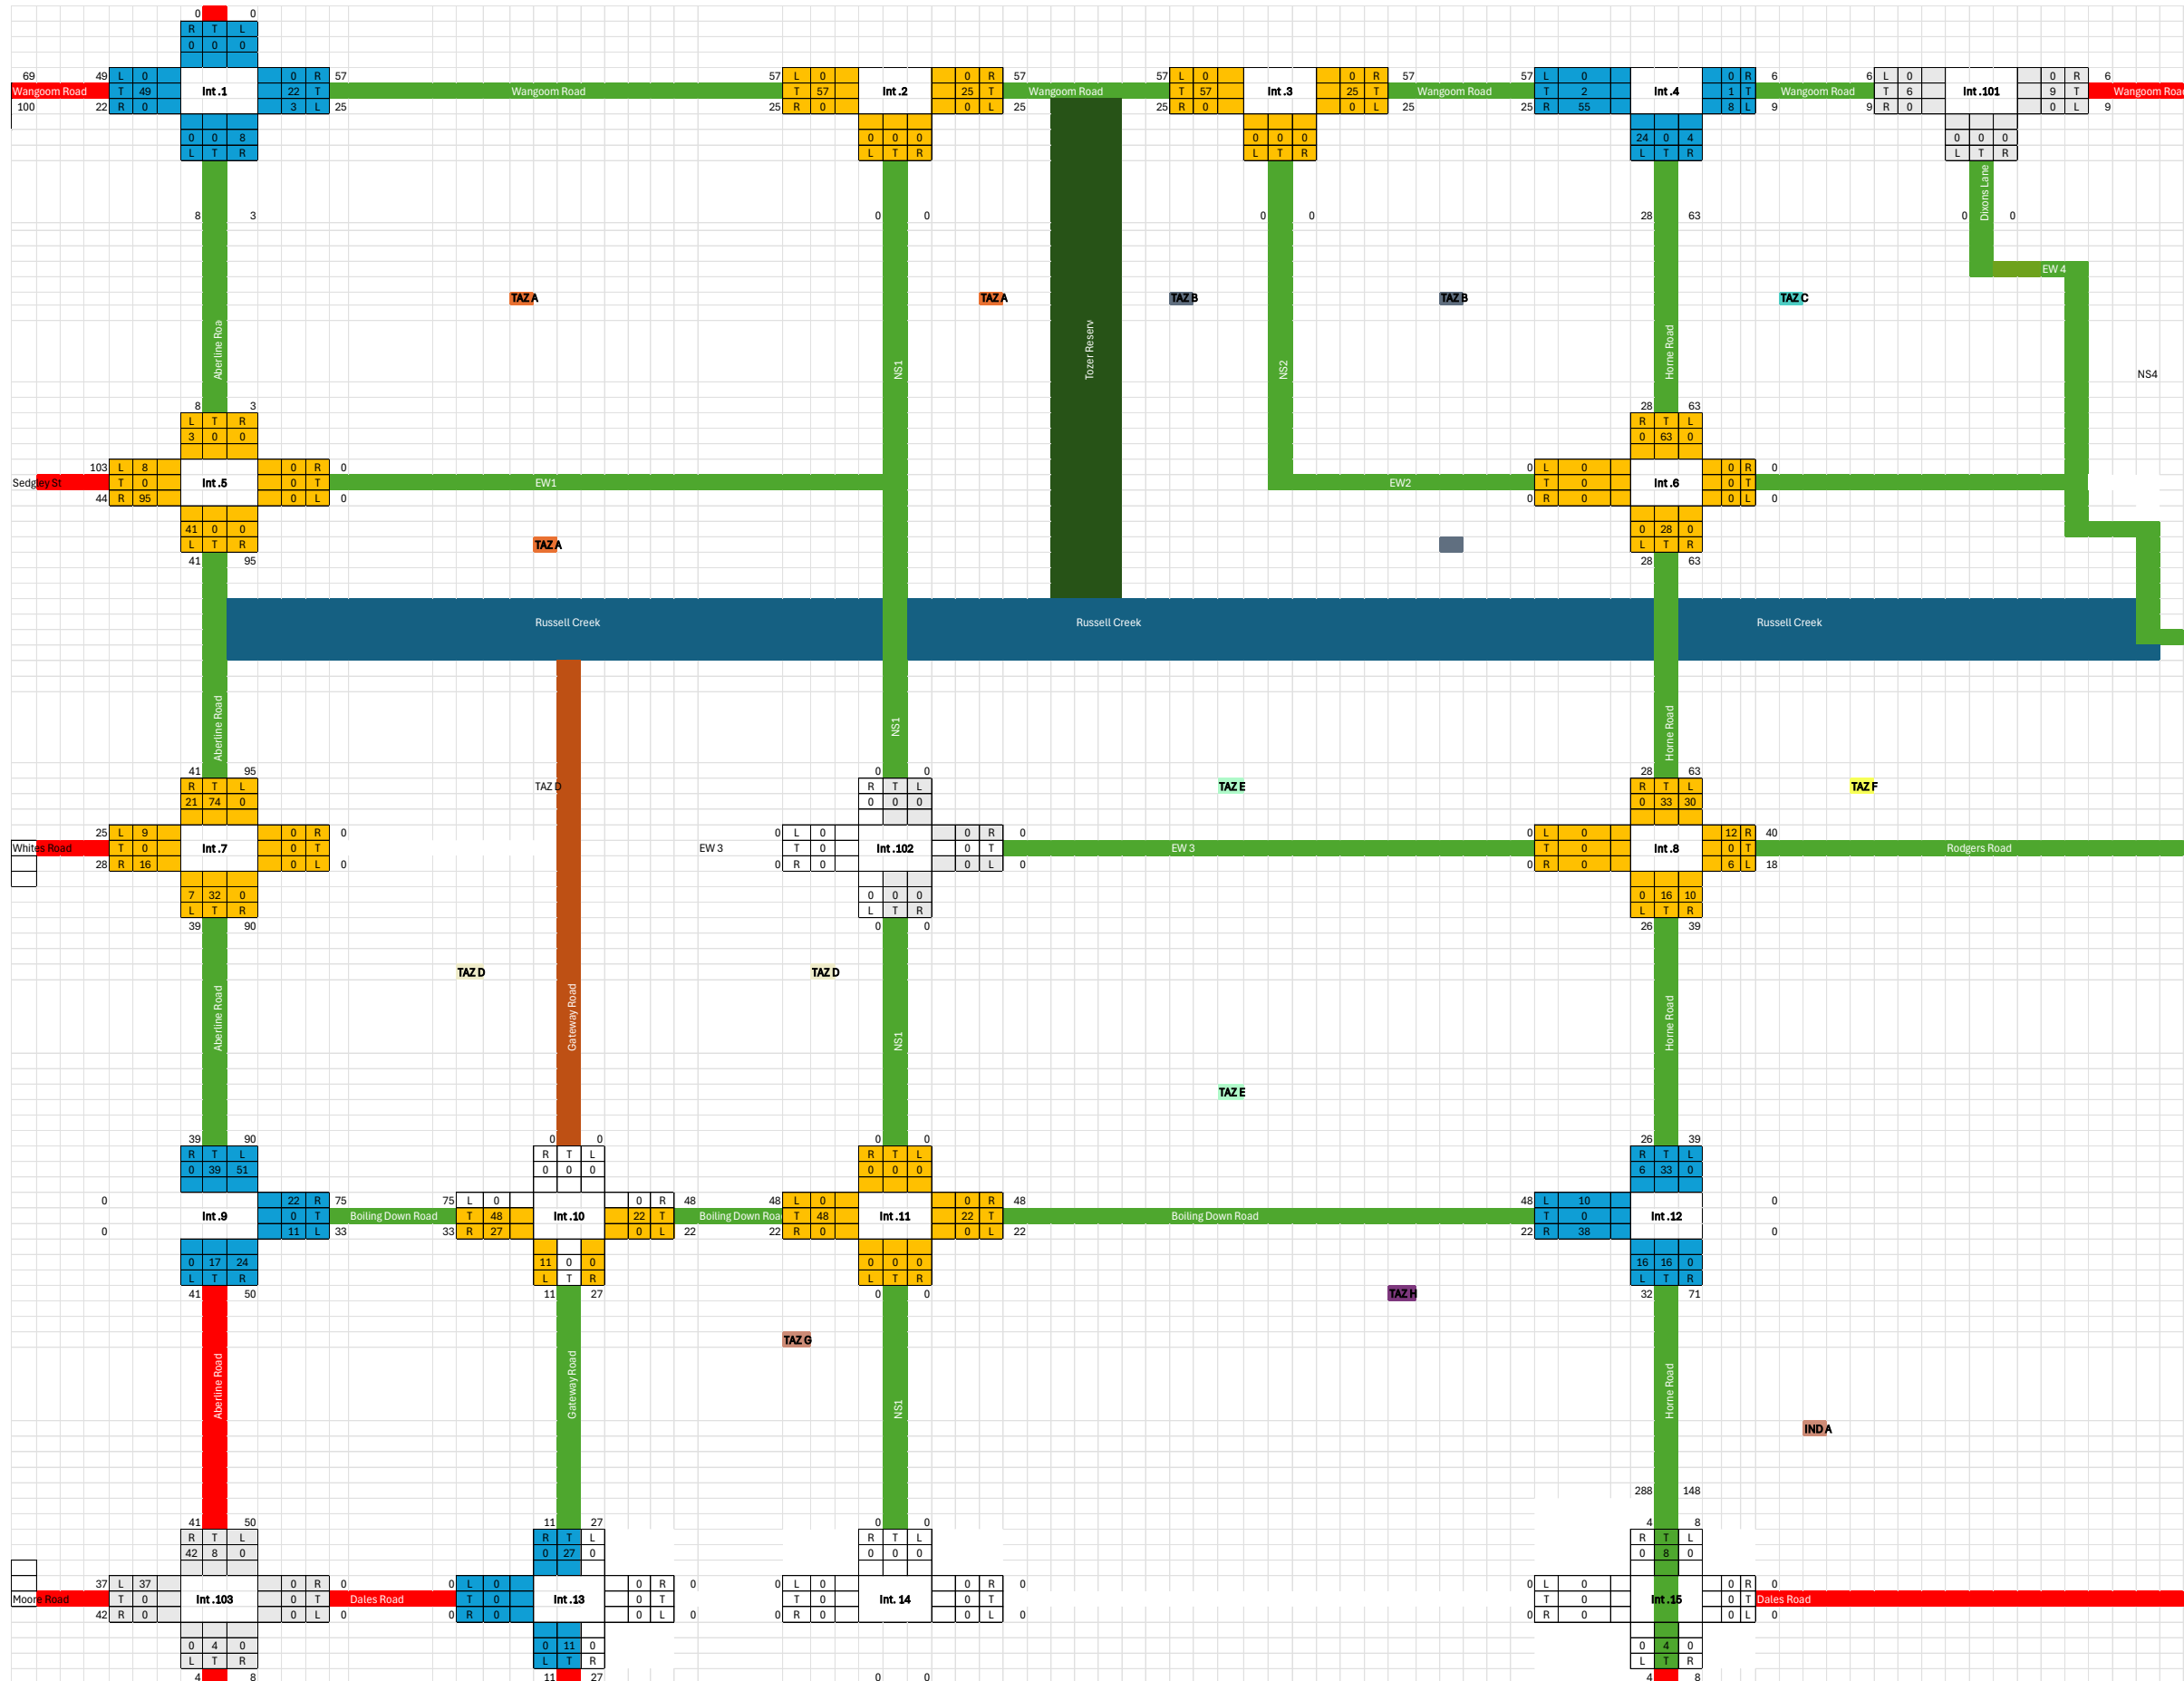 0 0
R T L
0 0 0
69 49 L 0 0 R 57 57 L 0 0 R 57 57 L 0 0 R 57 57 L 0 0 R 6 6 L 0 0 R 6
Wangoom Road T 49 Int.1 22 T Wangoom Road T 57 Int.2 25 T Wangoom Road T 57 Int.3 25 T Wangoom Road T 2 Int.4 1 T Wangoom Road T 6 Int.101 9 T Wangoom Roa
100 22 R 0 3 L 25 25 R 0 0 L 25 25 R 0 0 L 25 25 R 55 8 L 9 9 R 0 0 L 9
0 0 8 0 0 0 0 0 0 24 0 4 0 0 0
L T R L T R L T R L T R L T R
Dixons Lane
8 3 0 0 0 0 28 63 0 0
EW 4
TAZ A TAZ A TAZ B TAZ B TAZ C
Aberline Roa NS1 Tozer Reserv NS2 Horne Road NS4
8 3 28 63
L T R R T L
3 0 0 0 63 0
103 L 8 0 R 0 0 L 0 0 R 0
Sedgley St T 0 Int.5 0 T EW1 EW2 T 0 Int.6 0 T
44 R 95 0 L 0 0 R 0 0 L 0
41 0 0 0 28 0
L T R TAZ A L T R
41 95 28 63
Russell Creek Russell Creek Russell Creek
Aberline Road NS1 Horne Road
41 95 0 0 28 63
R T L TAZ D R T L TAZ E R T L TAZ F
21 74 0 0 0 0 0 33 30
25 L 9 0 R 0 0 L 0 0 R 0 0 L 0 12 R 40
Whites Road T 0 Int.7 0 T EW 3 T 0 Int.102 0 T EW 3 T 0 Int.8 0 T Rodgers Road
28 R 16 0 L 0 0 R 0 0 L 0 0 R 0 6 L 18
7 32 0 0 0 0 0 16 10
L T R L T R L T R
39 90 0 0 26 39
TAZ D TAZ D
Aberline Road Gateway Road NS1 Horne Road
TAZ E
39 90 0 0 0 0 26 39
R T L R T L R T L R T L
0 39 51 0 0 0 0 0 0 6 33 0
0 22 R 75 75 L 0 0 R 48 48 L 0 0 R 48 48 L 10 0
Int.9 0 T Boiling Down Road T 48 Int.10 22 T Boiling Down Roa T 48 Int.11 22 T Boiling Down Road T 0 Int.12
0 11 L 33 33 R 27 0 L 22 22 R 0 0 L 22 22 R 38 0
0 17 24 11 0 0 0 0 0 16 16 0
L T R L T R L T R L T R
41 50 11 27 0 0 TAZ H 32 71
TAZ G
Aberline Road Gateway Road NS1 Horne Road
IND A
288 148
41 50 11 27 0 0 4 8
R T L R T L R T L R T L
42 8 0 0 27 0 0 0 0 0 8 0
37 L 37 0 R 0 0 L 0 0 R 0 0 L 0 0 R 0 0 L 0 0 R 0
Moore Road T 0 Int.103 0 T Dales Road T 0 Int.13 0 T T 0 Int. 14 0 T T 0 Int.15 0 T Dales Road
42 R 0 0 L 0 0 R 0 0 L 0 0 R 0 0 L 0 0 R 0 0 L 0
0 4 0 0 11 0 0 4 0
L T R L T R L T R
4 8 11 27 0 0 4 8